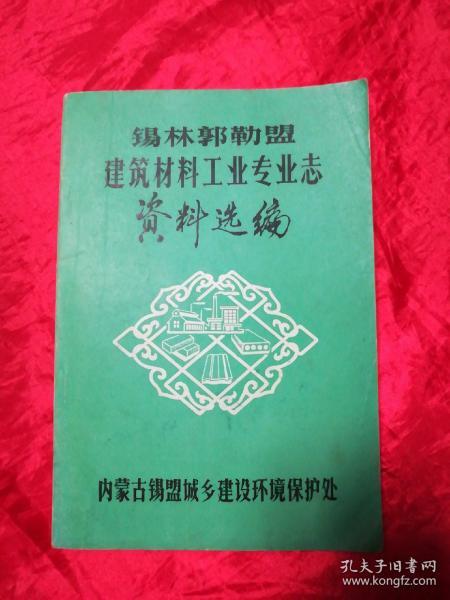 锡林郭勒盟
建筑材料工业专业志
資料选编
内蒙古锡盟城乡建设环境保护处
孔夫子旧书网
www.kongfz.com